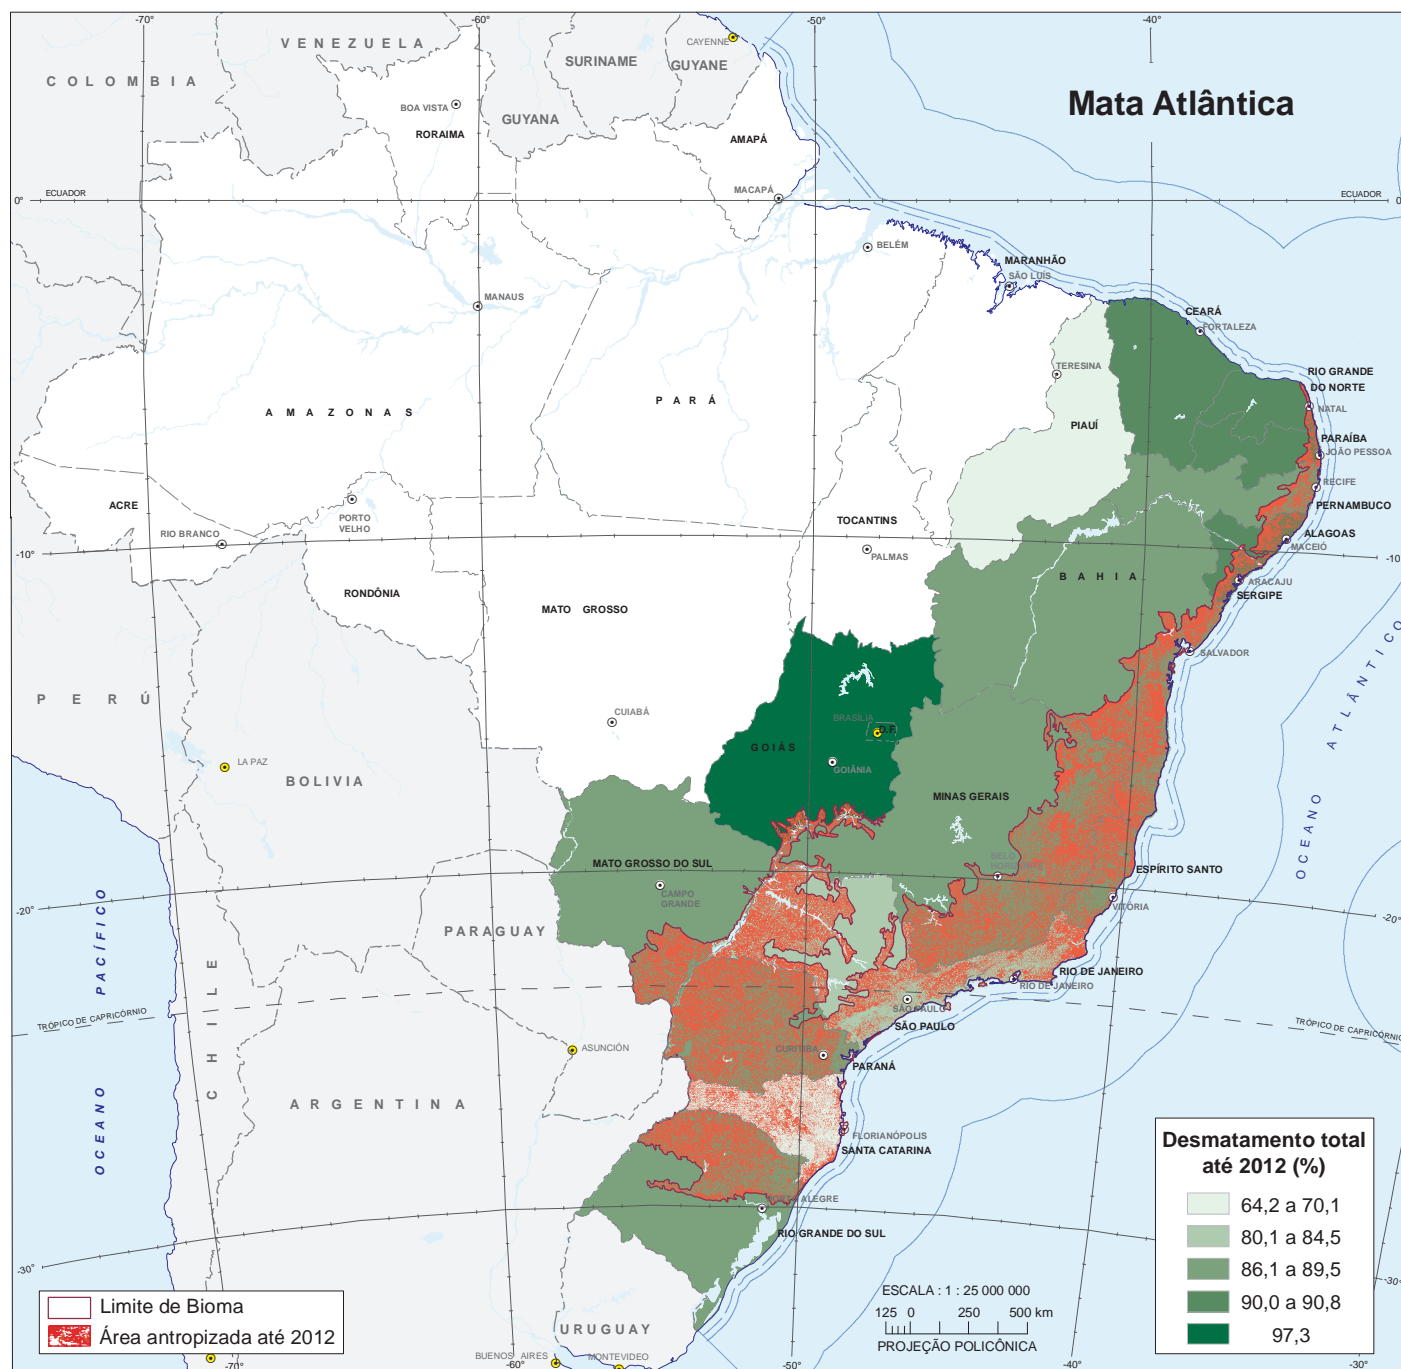 -70°
-60°
-50°
-40°
Mata Atlântica
VENEZUELA
COLOMBIA
CAYENNE
SURINAME
GUYANE
GUYANA
BOA VISTA
RORAIMA
AMAPÁ
MACAPÁ
ECUADOR
ECUADOR
0°
0
BELÉM
MARANHÃO
SÃO LUÍS
MANAUS
CEARÁ
FORTALEZA
TERESINA
RIO GRANDE
DO NORTE
NATAL
AMAZONAS
PARÁ
PIAUÍ
PARAÍBA
JOÃO PESSOA
RECIFE
PERNAMBUCO
ACRE
PORTO
VELHO
RIO BRANCO
TOCANTINS
PALMAS
ALAGOAS
MACEIÓ
-10°
-10°
BAHIA
ARACAJU
SERGIPE
RONDÔNIA
MATO GROSSO
SALVADOR
PERÚ
CUIABÁ
BRASÍLIA
D.F.
GOIÁS
GOIÂNIA
LA PAZ
BOLIVIA
MINAS GERAIS
OCEANO ATLÂNTICO
BELO
HORIZONTE
MATO GROSSO DO SUL
CAMPO
GRANDE
ESPÍRITO SANTO
VITÓRIA
-20°
-20°
PARAGUAY
OCEANO PACÍFICO
CHILE
RIO DE JANEIRO
RIO DE JANEIRO
SÃO PAULO
SÃO PAULO
TRÓPICO DE CAPRICÓRNIO
TRÓPICO DE CAPRICÓRNIO
ASUNCIÓN
CURITIBA
PARANÁ
ARGENTINA
FLORIANÓPOLIS
SANTA CATARINA
PORTO ALEGRE
RIO GRANDE DO SUL
-30°
-30°
URUGUAY
BUENOS AIRES
MONTEVIDEO
Desmatamento total
até 2012 (%)
64,2 a 70,1
80,1 a 84,5
86,1 a 89,5
90,0 a 90,8
97,3
Limite de Bioma
Área antropizada até 2012
ESCALA : 1 : 25 000 000
125 0 250 500 km
PROJEÇÃO POLICÔNICA
-70°
-60°
-50°
-40°